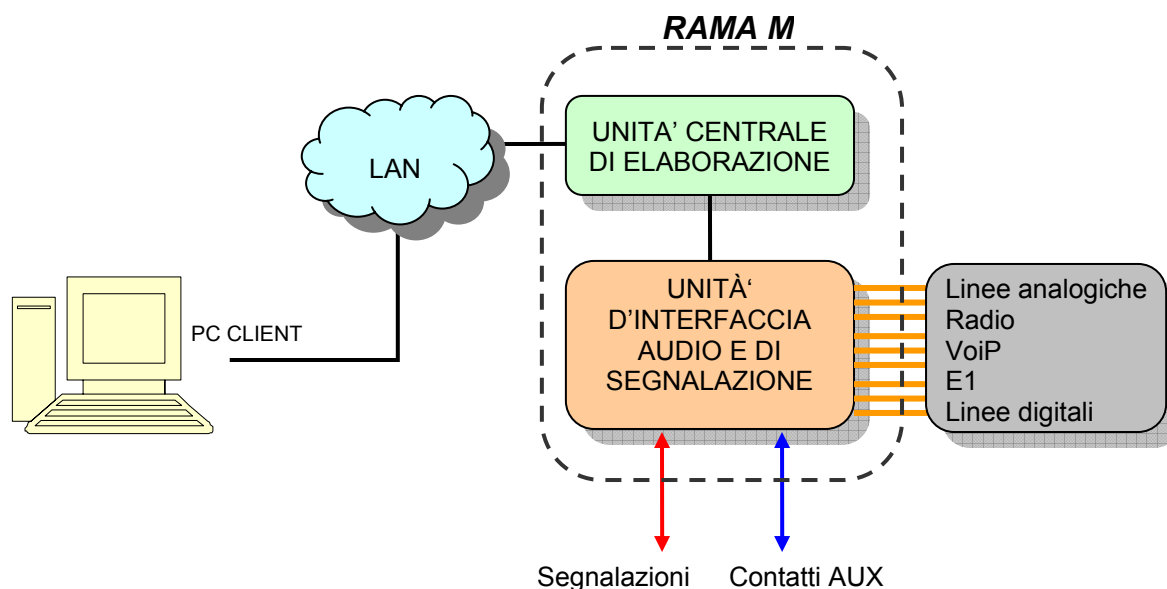 RAMA M
UNITA’ CENTRALE
DI ELABORAZIONE
LAN
PC CLIENT
UNITÀ‘
D’INTERFACCIA
AUDIO E DI
SEGNALAZIONE
Linee analogiche
Radio
VoiP
E1
Linee digitali
Segnalazioni
Contatti AUX